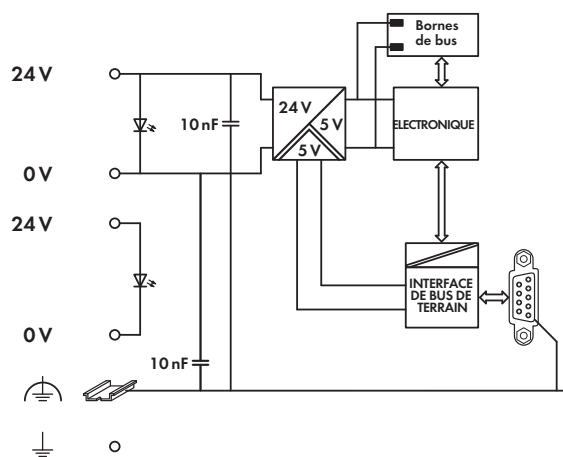 Bornes
de bus
24 V
10 nF
24 V
5 V
5 V
ELECTRONIQUE
0 V
24 V
INTERFACE
DE BUS DE
TERRAIN
0 V
10 nF